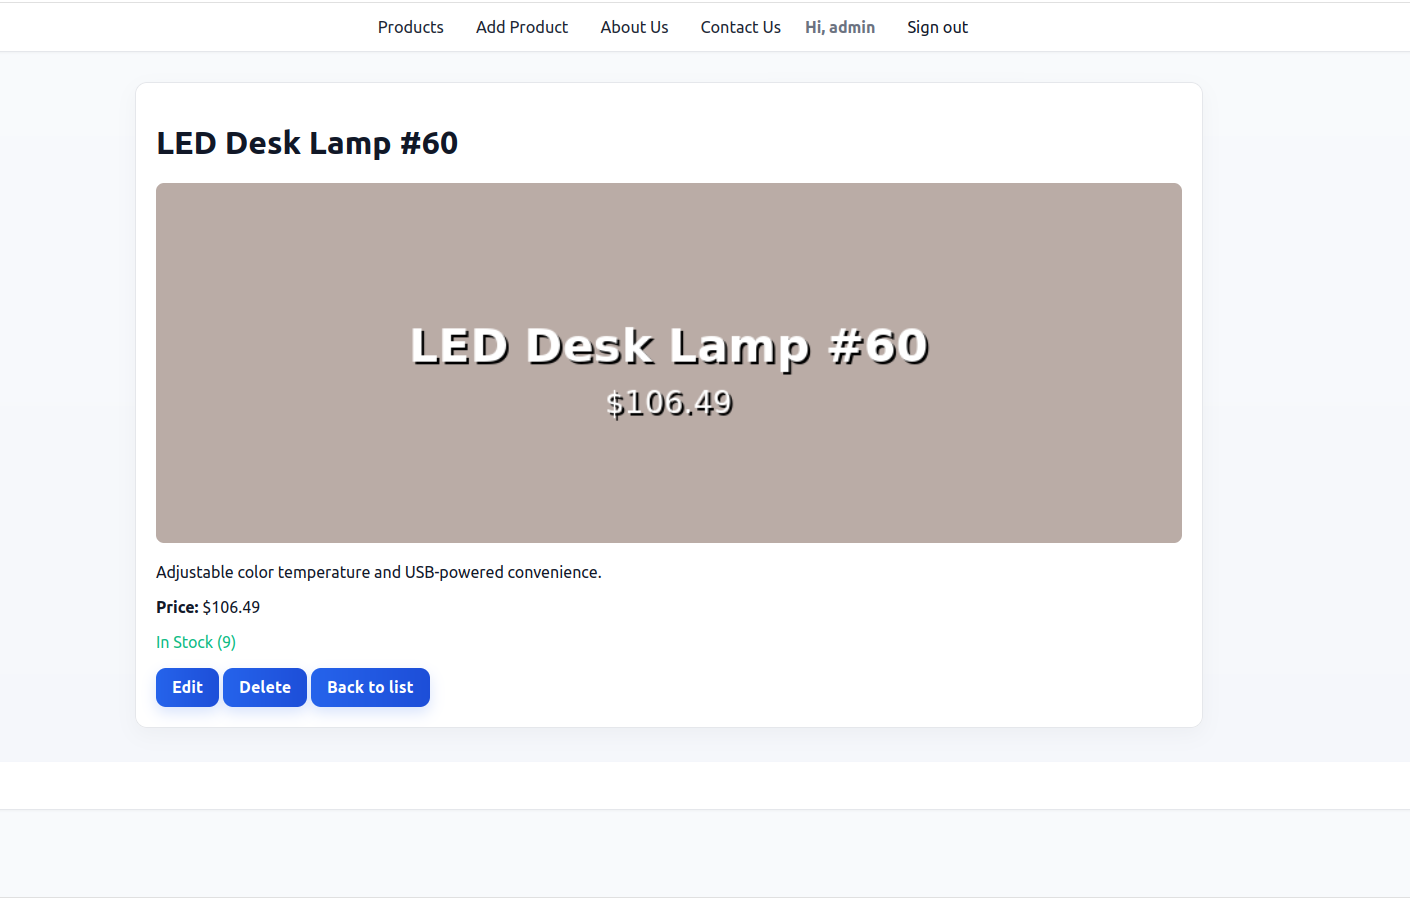 Products Add Product About Us Contact Us Hi, admin Sign out
LED Desk Lamp #60
LED Desk Lamp #60
$106.49
Adjustable color temperature and USB-powered convenience.
Price: $106.49
In Stock (9)
Edit Delete Back to list